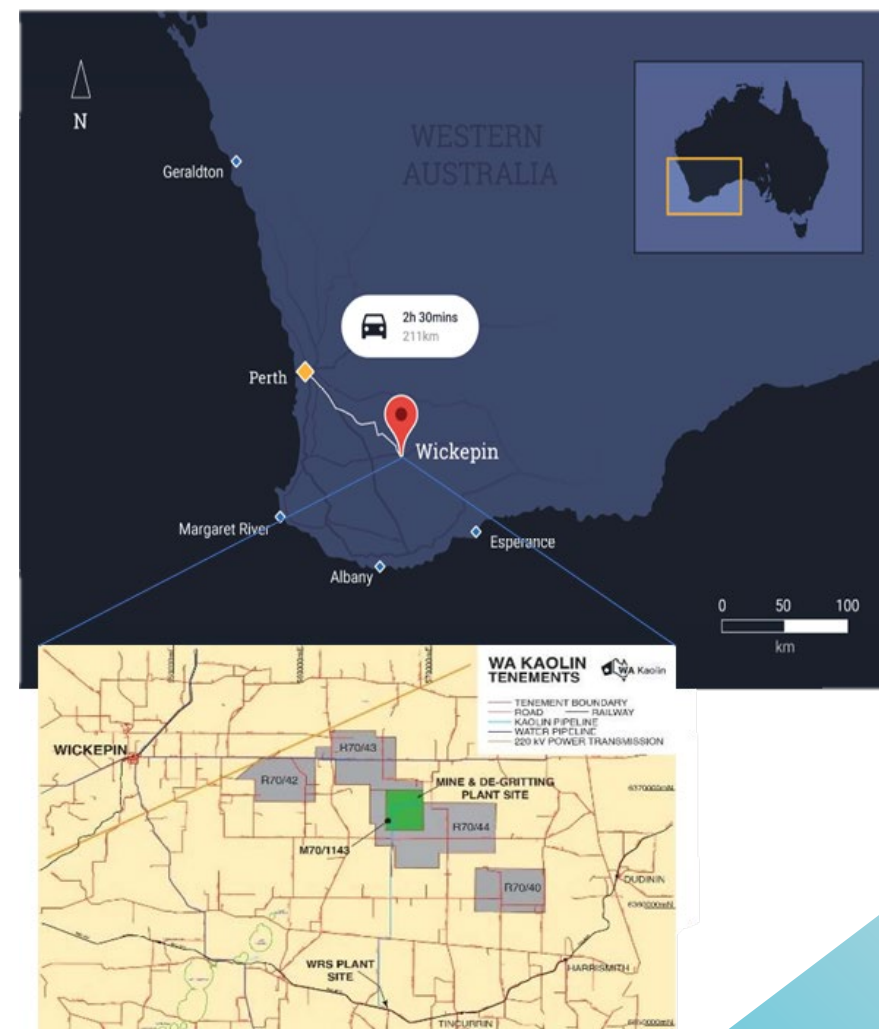 N
WESTERN
AUSTRALIA
Geraldton
2h 30mins
211km
Perth
Wickepin
Margaret River
Esperance
Albany
0 50 100
km
WA KAOLIN
TENEMENTS
WA Kaolin
TENEMENT BOUNDARY
ROAD RAILWAY
KAOLIN PIPELINE
WATER PIPELINE
220 kV POWER TRANSMISSION
WICKEPIN
R70/43
R70/42
MINE & DE-GRITTING
PLANT SITE
6370000mN
R70/44
M70/1143
R70/40
DUDININ
6360000mN
WRS PLANT
SITE
HARRISMITH
TINCURRIN